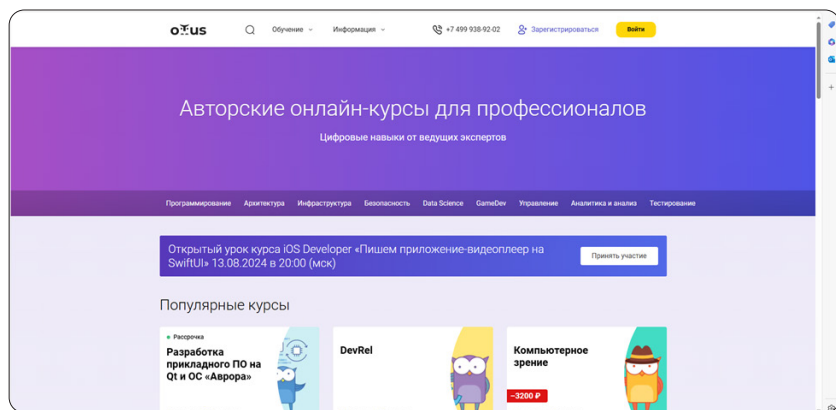 отus Обучение Информация +7 499 938-92-02 Зарегистрироваться Войти
Авторские онлайн-курсы для профессионалов
Цифровые навыки от ведущих экспертов
Программирование Архитектура Инфраструктура Безопасность Data Science GameDev Управление Аналитика и анализ Тестирование
Открытый урок курса iOS Developer «Пишем приложение-видеоплеер на
SwiftUI» 13.08.2024 в 20:00 (мск)
Принять участие
Популярные курсы
Рассрочка
Разработка
прикладного ПО на
Qt и ОС «Аврора»
DevRel
Компьютерное
зрение
−3200 ₽